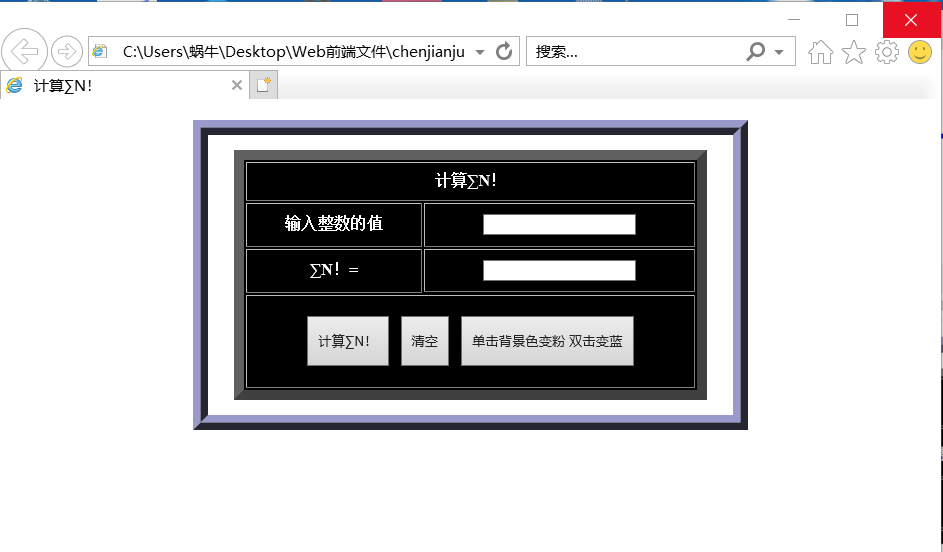 C:\Users\蜗牛\Desktop\Web前端文件\chenjianju
搜索...
计算∑N!
计算∑N!
输入整数的值
∑N! =
计算∑N!
清空
单击背景色变粉 双击变蓝